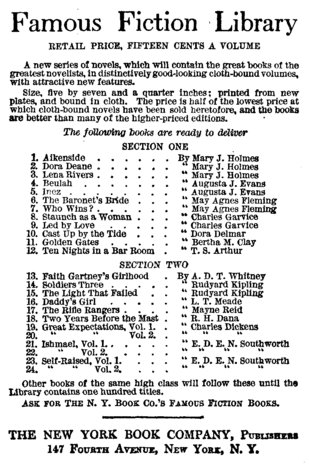 Famous Fiction Library
RETAIL PRICE, FIFTEEN CENTS A VOLUME
A new series of novels, which will contain the great books of the
greatest novelists, in distinctively good-looking cloth-bound volumes,
with attractive new features.
Size, five by seven and a quarter inches; printed from new
plates, and bound in cloth. The price is half of the lowest price at
which cloth-bound novels have been sold heretofore, and the books
are better than many of the higher-priced editions.
The following books are ready to deliver
SECTION ONE
1. Aikenside . . . . . . By Mary J. Holmes
2. Dora Deane . . . . . . " Mary J. Holmes
3. Lena Rivers . . . . . . " Mary J. Holmes
4. Beulah . . . . . . " Augusta J. Evans
5. Inez . . . . . . " Augusta J. Evans
6. The Baronet's Bride . . . " May Agnes Fleming
7. Who Wins? . . . . . " May Agnes Fleming
8. Staunch as a Woman . . . " Charles Garvice
9. Led by Love . . . . . " Charles Garvice
10. Cast Up by the Tide . . . " Dora Delmar
11. Golden Gates . . . . . " Bertha M. Clay
12. Ten Nights in a Bar Room . " T. S. Arthur
SECTION TWO
13. Faith Gartney's Girlhood . By A. D. T. Whitney
14. Soldiers Three . . . . . " Rudyard Kipling
15. The Light That Failed . . " Rudyard Kipling
16. Daddy's Girl . . . . . " L. T. Meade
17. The Rifle Rangers . . . " Mayne Reid
18. Two Years Before the Mast . " R. H. Dana
19. Great Expectations, Vol. 1. . " Charles Dickens
20. " " Vol. 2. . " " "
21. Ishmael, Vol. 1. . . . . " E. D. E. N. Southworth
22. " Vol. 2. . . . . " " " "
23. Self-Raised, Vol. 1. . . . " E. D. E. N. Southworth
24. " " Vol. 2. . . . " " " "
Other books of the same high class will follow these until the
Library contains one hundred titles.
ASK FOR THE N. Y. BOOK CO.'S FAMOUS FICTION BOOKS.
THE NEW YORK BOOK COMPANY, PUBLISHERS
147 FOURTH AVENUE, NEW YORK, N. Y.